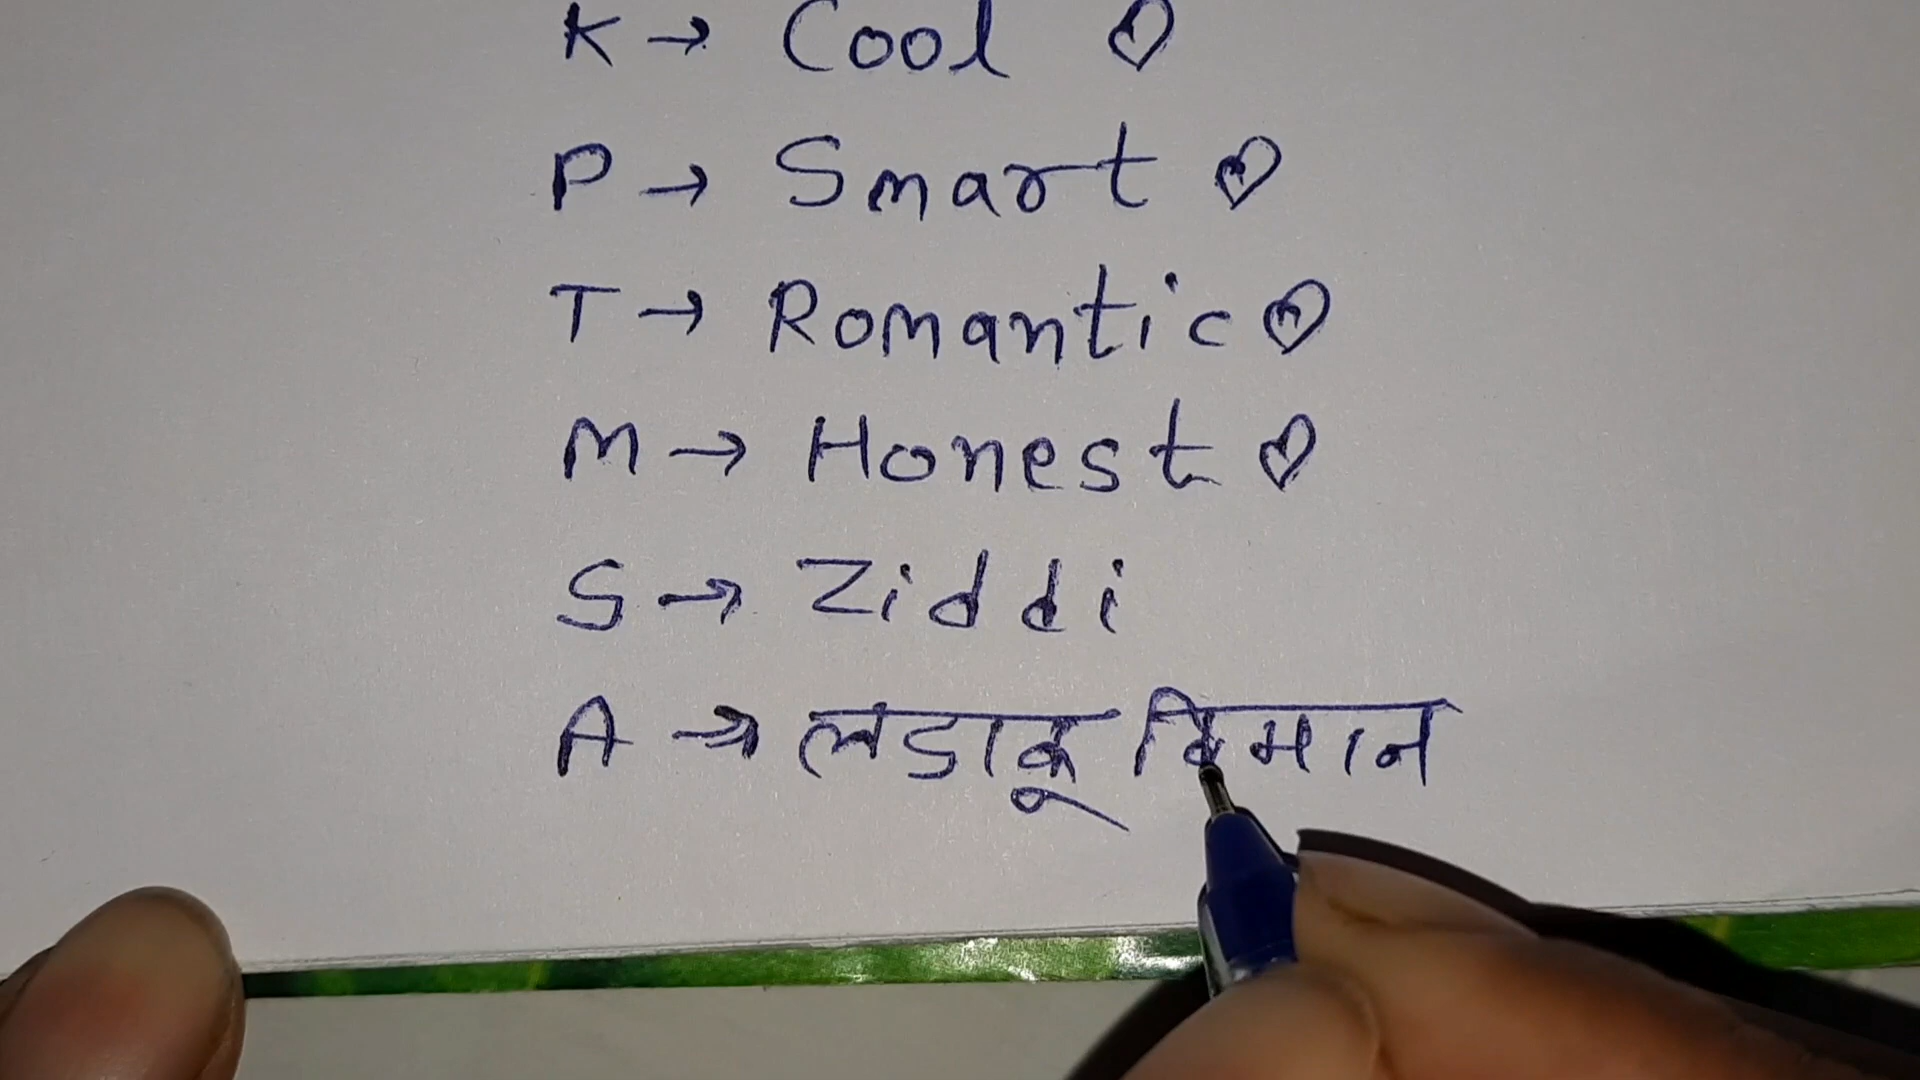 K → Cool ♡
P → Smart ♡
T → Romantic ♡
M → Honest ♡
S → Ziddi
A → लडाकू विमान